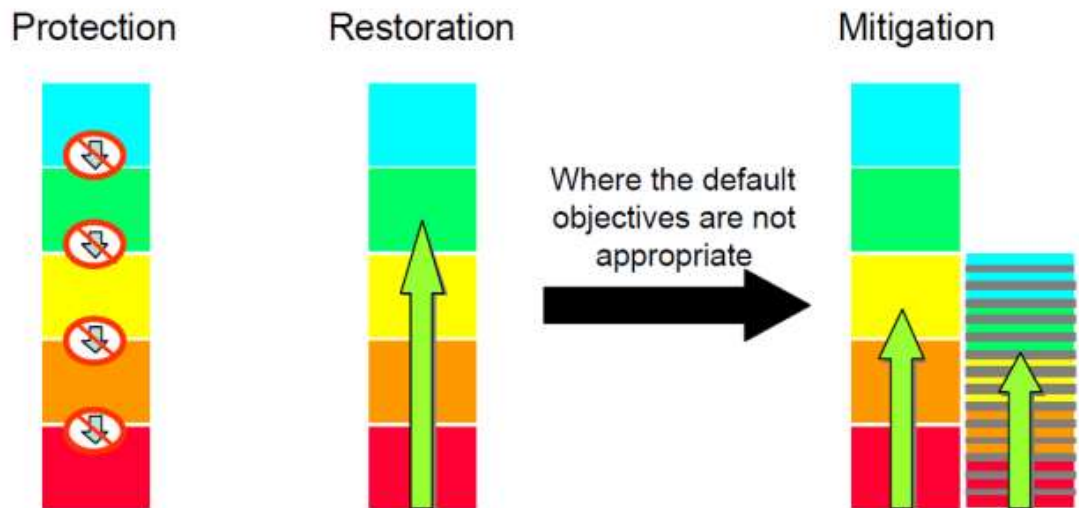 Protection
Restoration
Mitigation
Where the default
objectives are not
appropriate